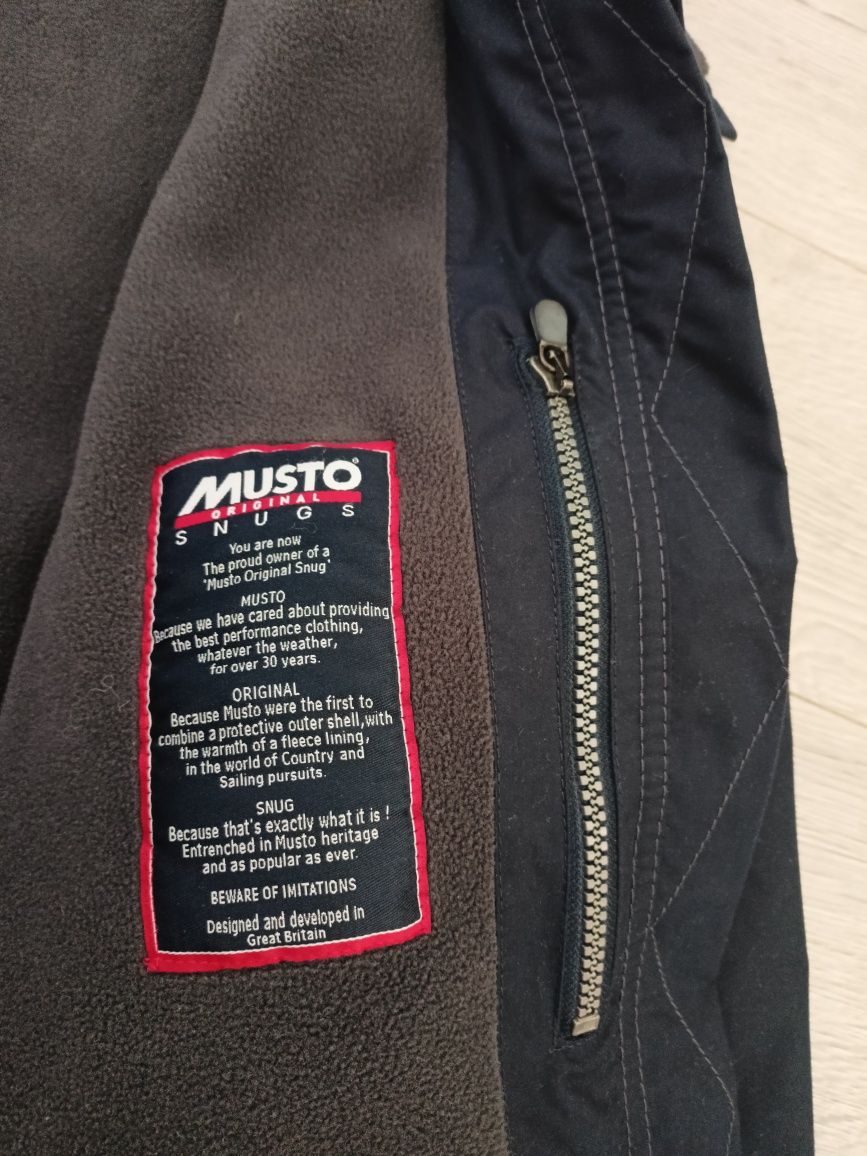 MUSTO®
ORIGINAL
SNUGS
You are now
The proud owner of a
'Musto Original Snug'
MUSTO
Because we have cared about providing
the best performance clothing,
whatever the weather,
for over 30 years.
ORIGINAL
Because Musto were the first to
combine a protective outer shell, with
the warmth of a fleece lining,
in the world of Country and
Sailing pursuits.
SNUG
Because that's exactly what it is !
Entrenched in Musto heritage
and as popular as ever.
BEWARE OF IMITATIONS
Designed and developed in
Great Britain